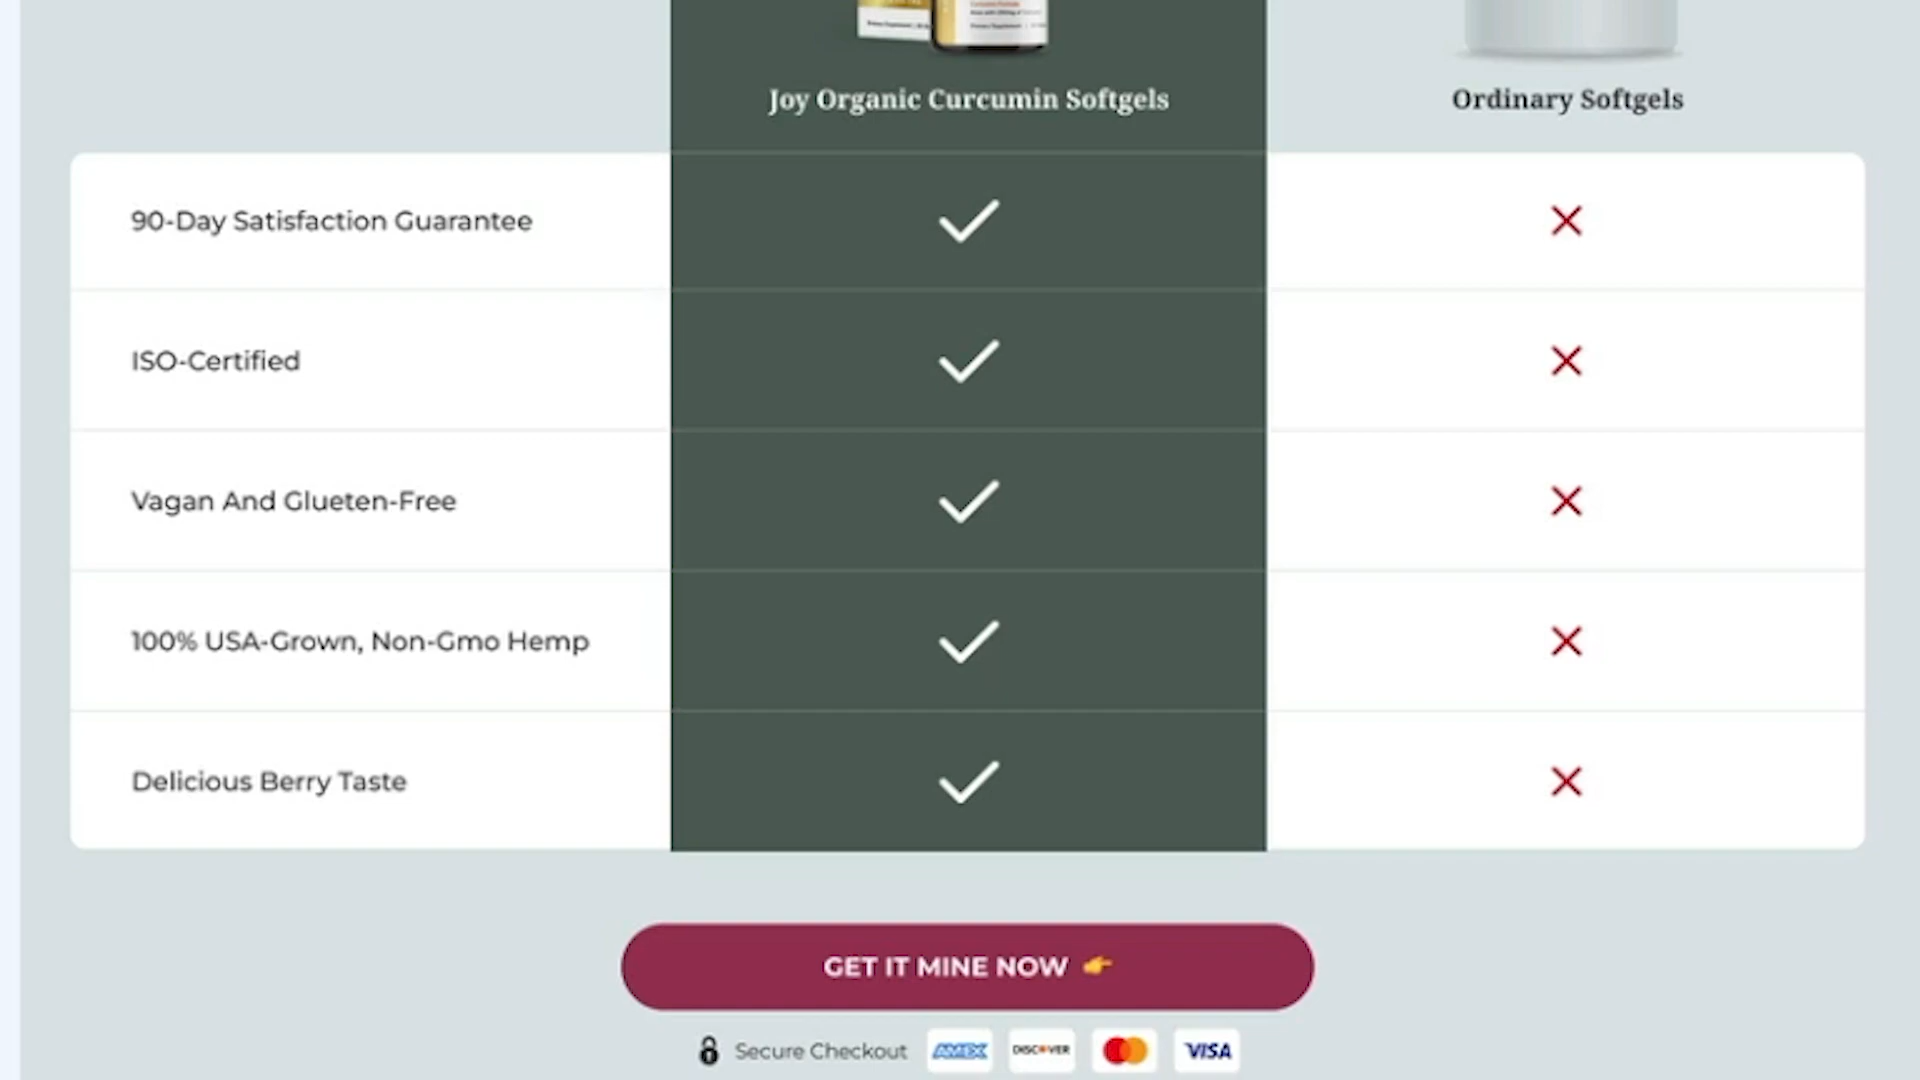 Joy Organic Curcumin Softgels
Ordinary Softgels
90-Day Satisfaction Guarantee
ISO-Certified
Vagan And Glueten-Free
100% USA-Grown, Non-Gmo Hemp
Delicious Berry Taste
GET IT MINE NOW
Secure Checkout
AMEX
DISCOVER
VISA